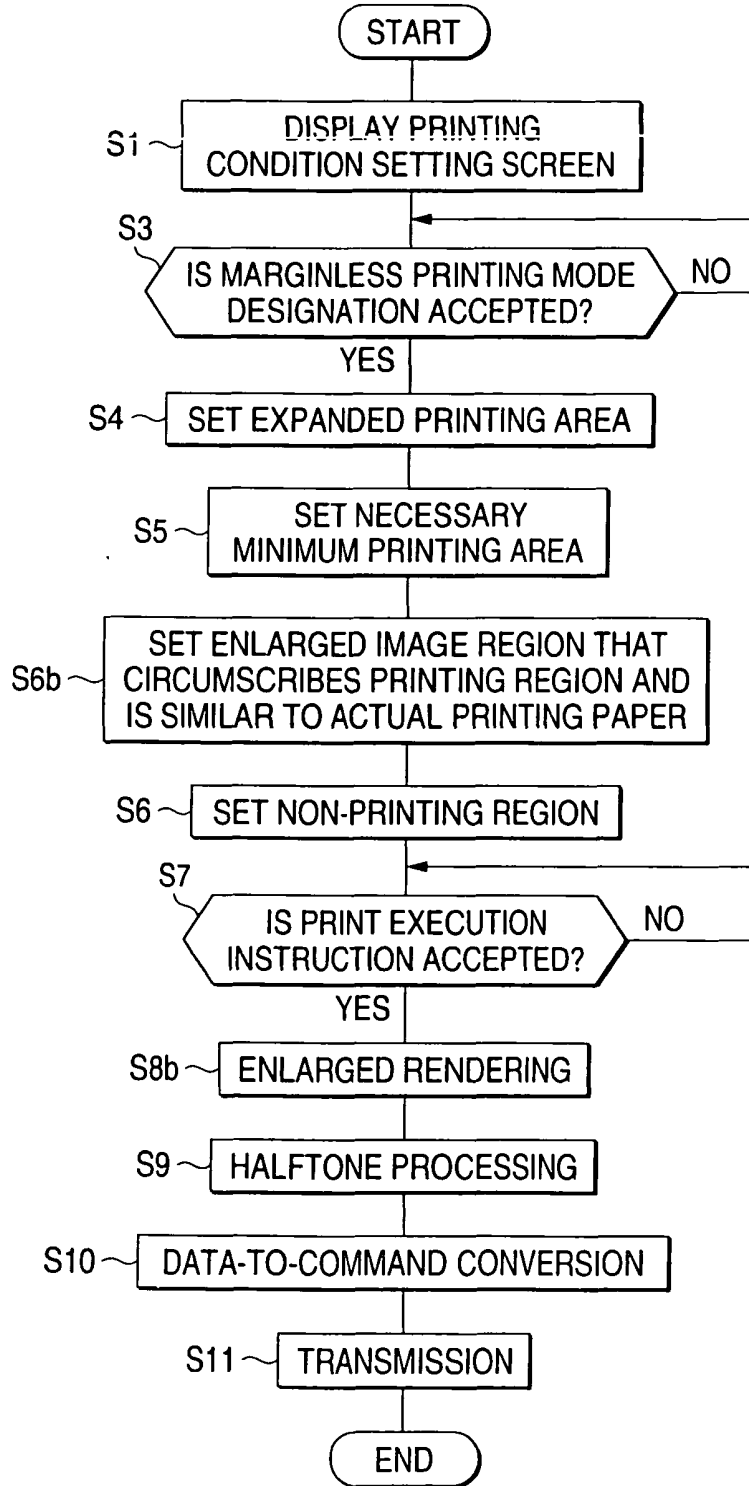 START
S1
DISPLAY PRINTING
CONDITION SETTING SCREEN
S3
IS MARGINLESS PRINTING MODE
DESIGNATION ACCEPTED?
NO
YES
S4
SET EXPANDED PRINTING AREA
S5
SET NECESSARY
MINIMUM PRINTING AREA
S6b
SET ENLARGED IMAGE REGION THAT
CIRCUMSCRIBES PRINTING REGION AND
IS SIMILAR TO ACTUAL PRINTING PAPER
S6
SET NON-PRINTING REGION
S7
IS PRINT EXECUTION
INSTRUCTION ACCEPTED?
NO
YES
S8b
ENLARGED RENDERING
S9
HALFTONE PROCESSING
S10
DATA-TO-COMMAND CONVERSION
S11
TRANSMISSION
END